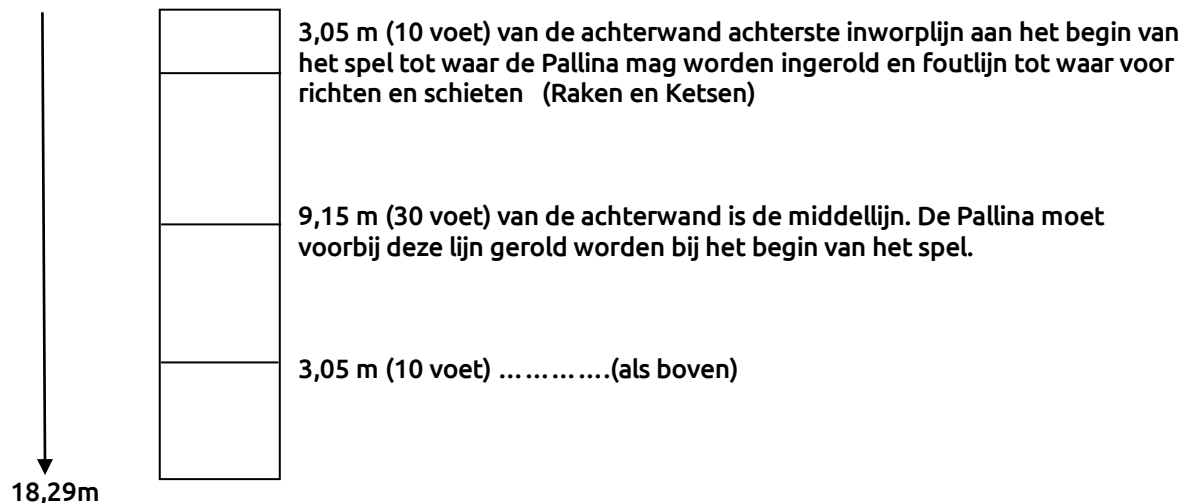 3,05 m (10 voet) van de achterwand achterste inworplijn aan het begin van
het spel tot waar de Pallina mag worden ingerold en foutlijn tot waar voor
richten en schieten (Raken en Ketsen)
9,15 m (30 voet) van de achterwand is de middellijn. De Pallina moet
voorbij deze lijn gerold worden bij het begin van het spel.
3,05 m (10 voet) ………….(als boven)
18,29m